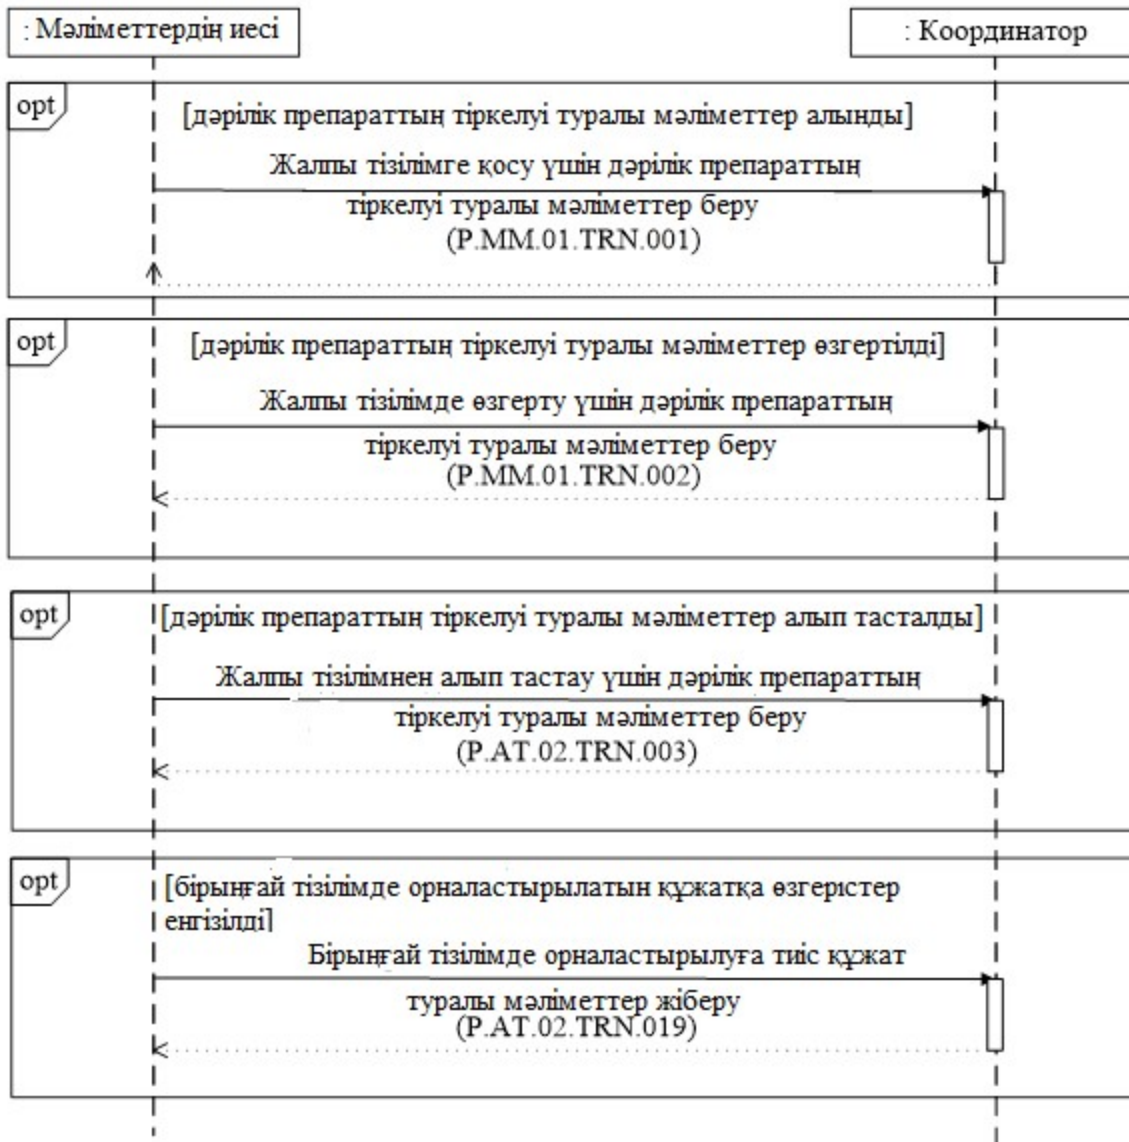 : Мәліметтердің иесі
: Координатор
opt
[дәрілік препараттың тіркелуі туралы мәліметтер алынды]
Жалпы тізілімге қосу үшін дәрілік препараттың
тіркелуі туралы мәліметтер беру
(P.MM.01.TRN.001)
opt
[дәрілік препараттың тіркелуі туралы мәліметтер өзгертілді]
Жалпы тізілімде өзгерту үшін дәрілік препараттың
тіркелуі туралы мәліметтер беру
(P.MM.01.TRN.002)
opt
[дәрілік препараттың тіркелуі туралы мәліметтер алып тасталды]
Жалпы тізілімнен алып тастау үшін дәрілік препараттың
тіркелуі туралы мәліметтер беру
(P.AT.02.TRN.003)
opt
[бірыңғай тізілімде орналастырылатын құжатқа өзгерістер
енгізілді]
Бірыңғай тізілімде орналастырылуға тиіс құжат
туралы мәліметтер жіберу
(P.AT.02.TRN.019)